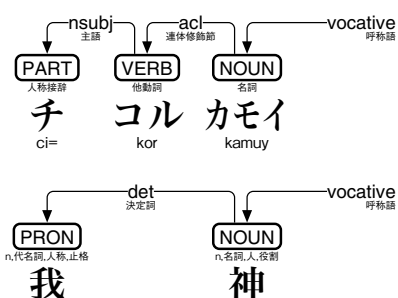 nsubj acl vocative
主語 連体修飾節 呼称語
PART VERB NOUN
人称接辞 他動詞 名詞
チ コル カモイ
ci= kor kamuy
det vocative
決定詞 呼称語
PRON NOUN
n,代名詞,人称,止格 n,名詞,人,役割
我 神